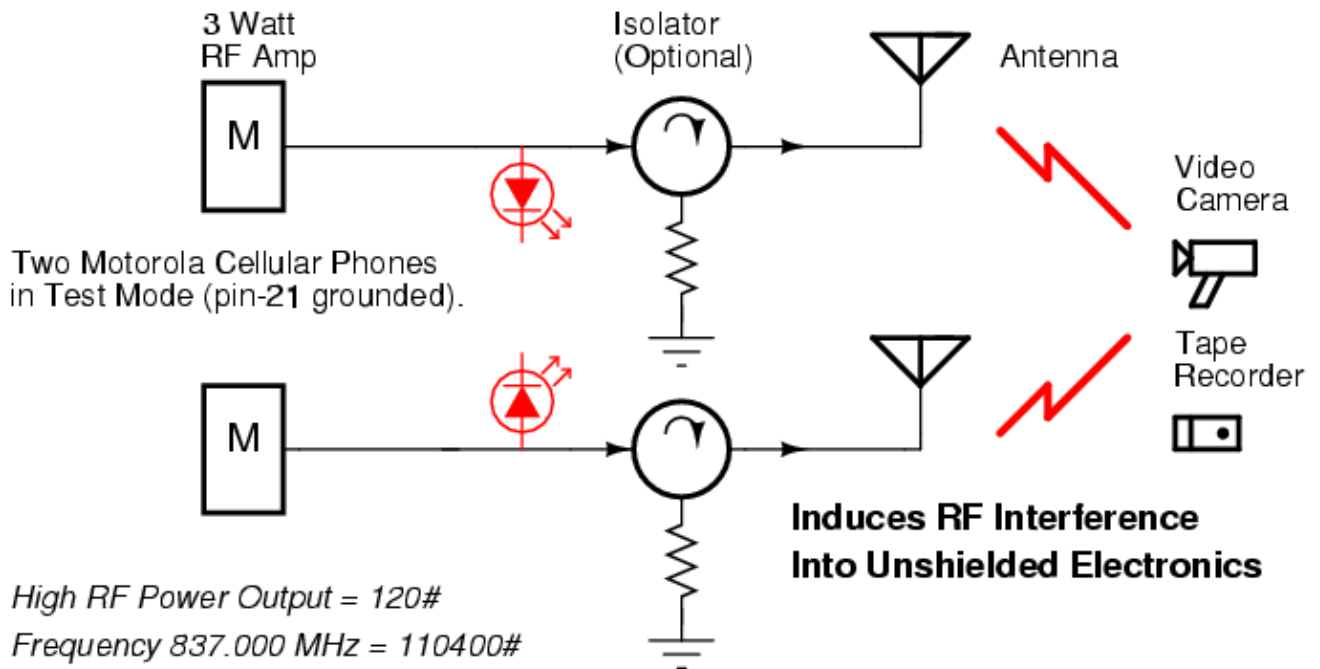 3 Watt
RF Amp
Isolator
(Optional)
Antenna
M
Video
Camera
Two Motorola Cellular Phones
in Test Mode (pin-21 grounded).
Tape
Recorder
M
Induces RF Interference
Into Unshielded Electronics
High RF Power Output = 120#
Frequency 837.000 MHz = 110400#